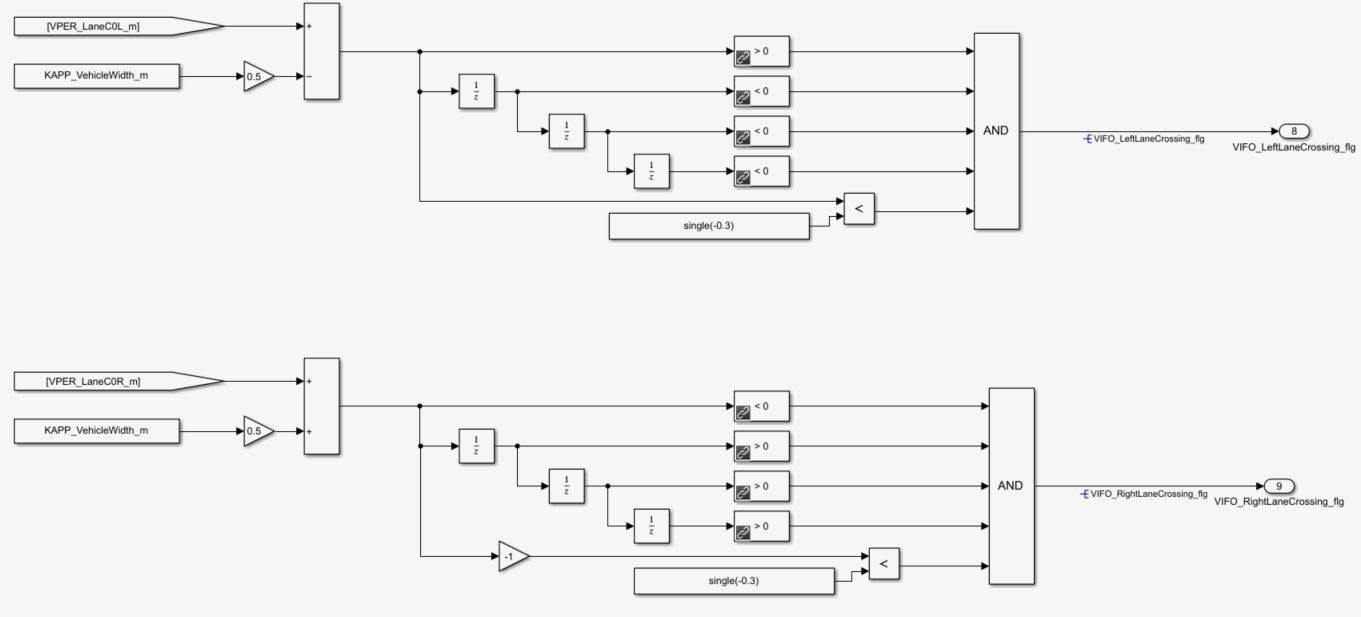 [VPER_LaneC0L_m]
+
KAPP_VehicleWidth_m
0.5
−
> 0
1
z
< 0
1
z
< 0
1
z
< 0
single(-0.3)
<
AND
VIFO_LeftLaneCrossing_flg
8
VIFO_LeftLaneCrossing_flg
[VPER_LaneC0R_m]
+
KAPP_VehicleWidth_m
0.5
+
< 0
1
z
> 0
1
z
> 0
1
z
> 0
-1
single(-0.3)
<
AND
VIFO_RightLaneCrossing_flg
9
VIFO_RightLaneCrossing_flg